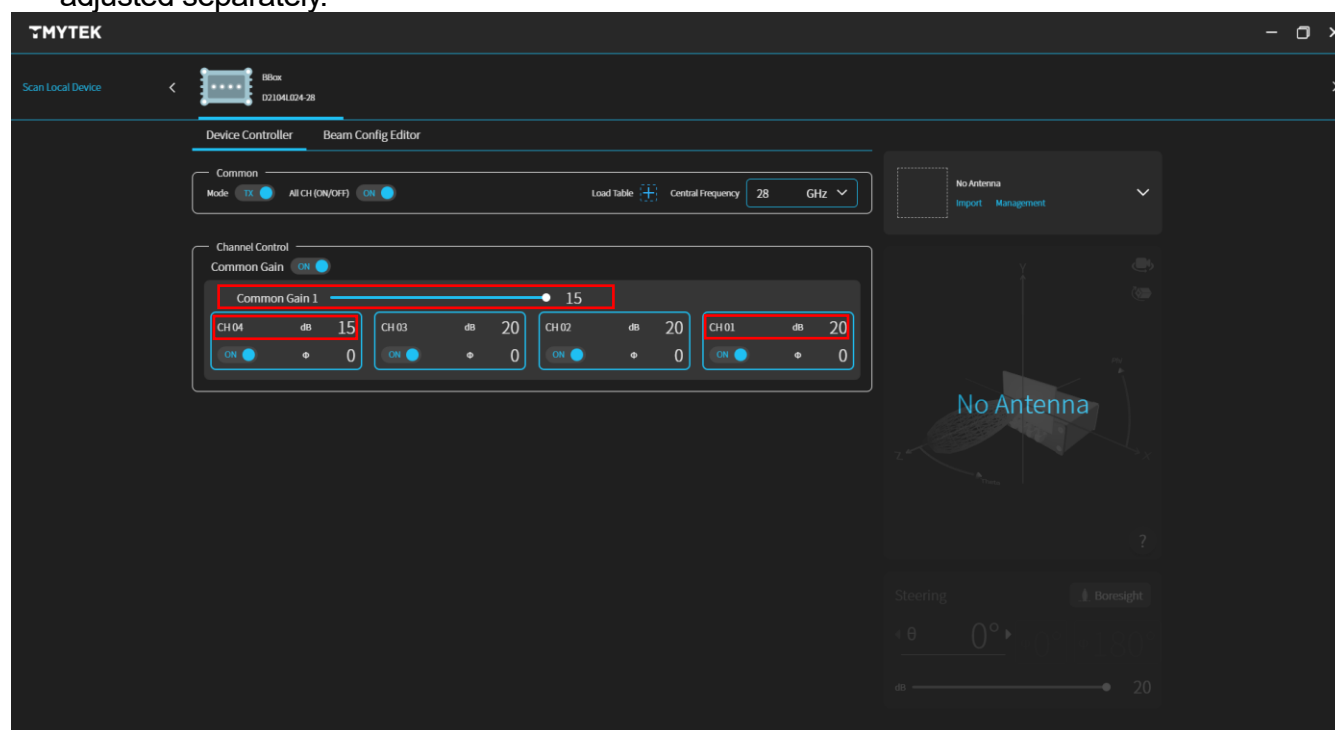 adjusted separately.
TMYTEK
Scan Local Device
BBox
D2104L024-28
Device Controller Beam Config Editor
Common
Mode TX All CH (ON/OFF) ON Load Table Central Frequency 28 GHz
No Antenna
Import Management
Channel Control
Common Gain ON
Common Gain 1 15
CH 04 dB 15 CH 03 dB 20 CH 02 dB 20 CH 01 dB 20
ON Φ 0 ON Φ 0 ON Φ 0 ON Φ 0
Y
No Antenna
Z X
Theta
?
Steering Boresight
θ 0°
dB 20